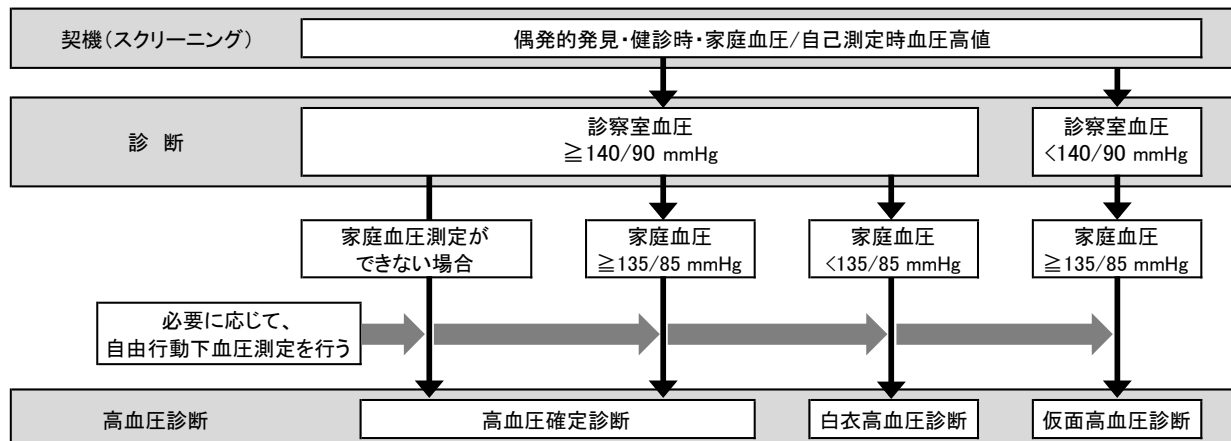 契機(スクリーニング)
偶発的発見・健診時・家庭血圧/自己測定時血圧高値
診 断
診察室血圧
≧140/90 mmHg
診察室血圧
<140/90 mmHg
家庭血圧測定が
できない場合
家庭血圧
≧135/85 mmHg
家庭血圧
<135/85 mmHg
家庭血圧
≧135/85 mmHg
必要に応じて、
自由行動下血圧測定を行う
高血圧診断
高血圧確定診断
白衣高血圧診断
仮面高血圧診断